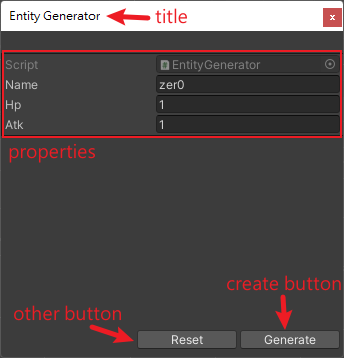 Entity Generator
title
x
Script EntityGenerator
Name zer0
Hp 1
Atk 1
properties
create button
other button
Reset Generate